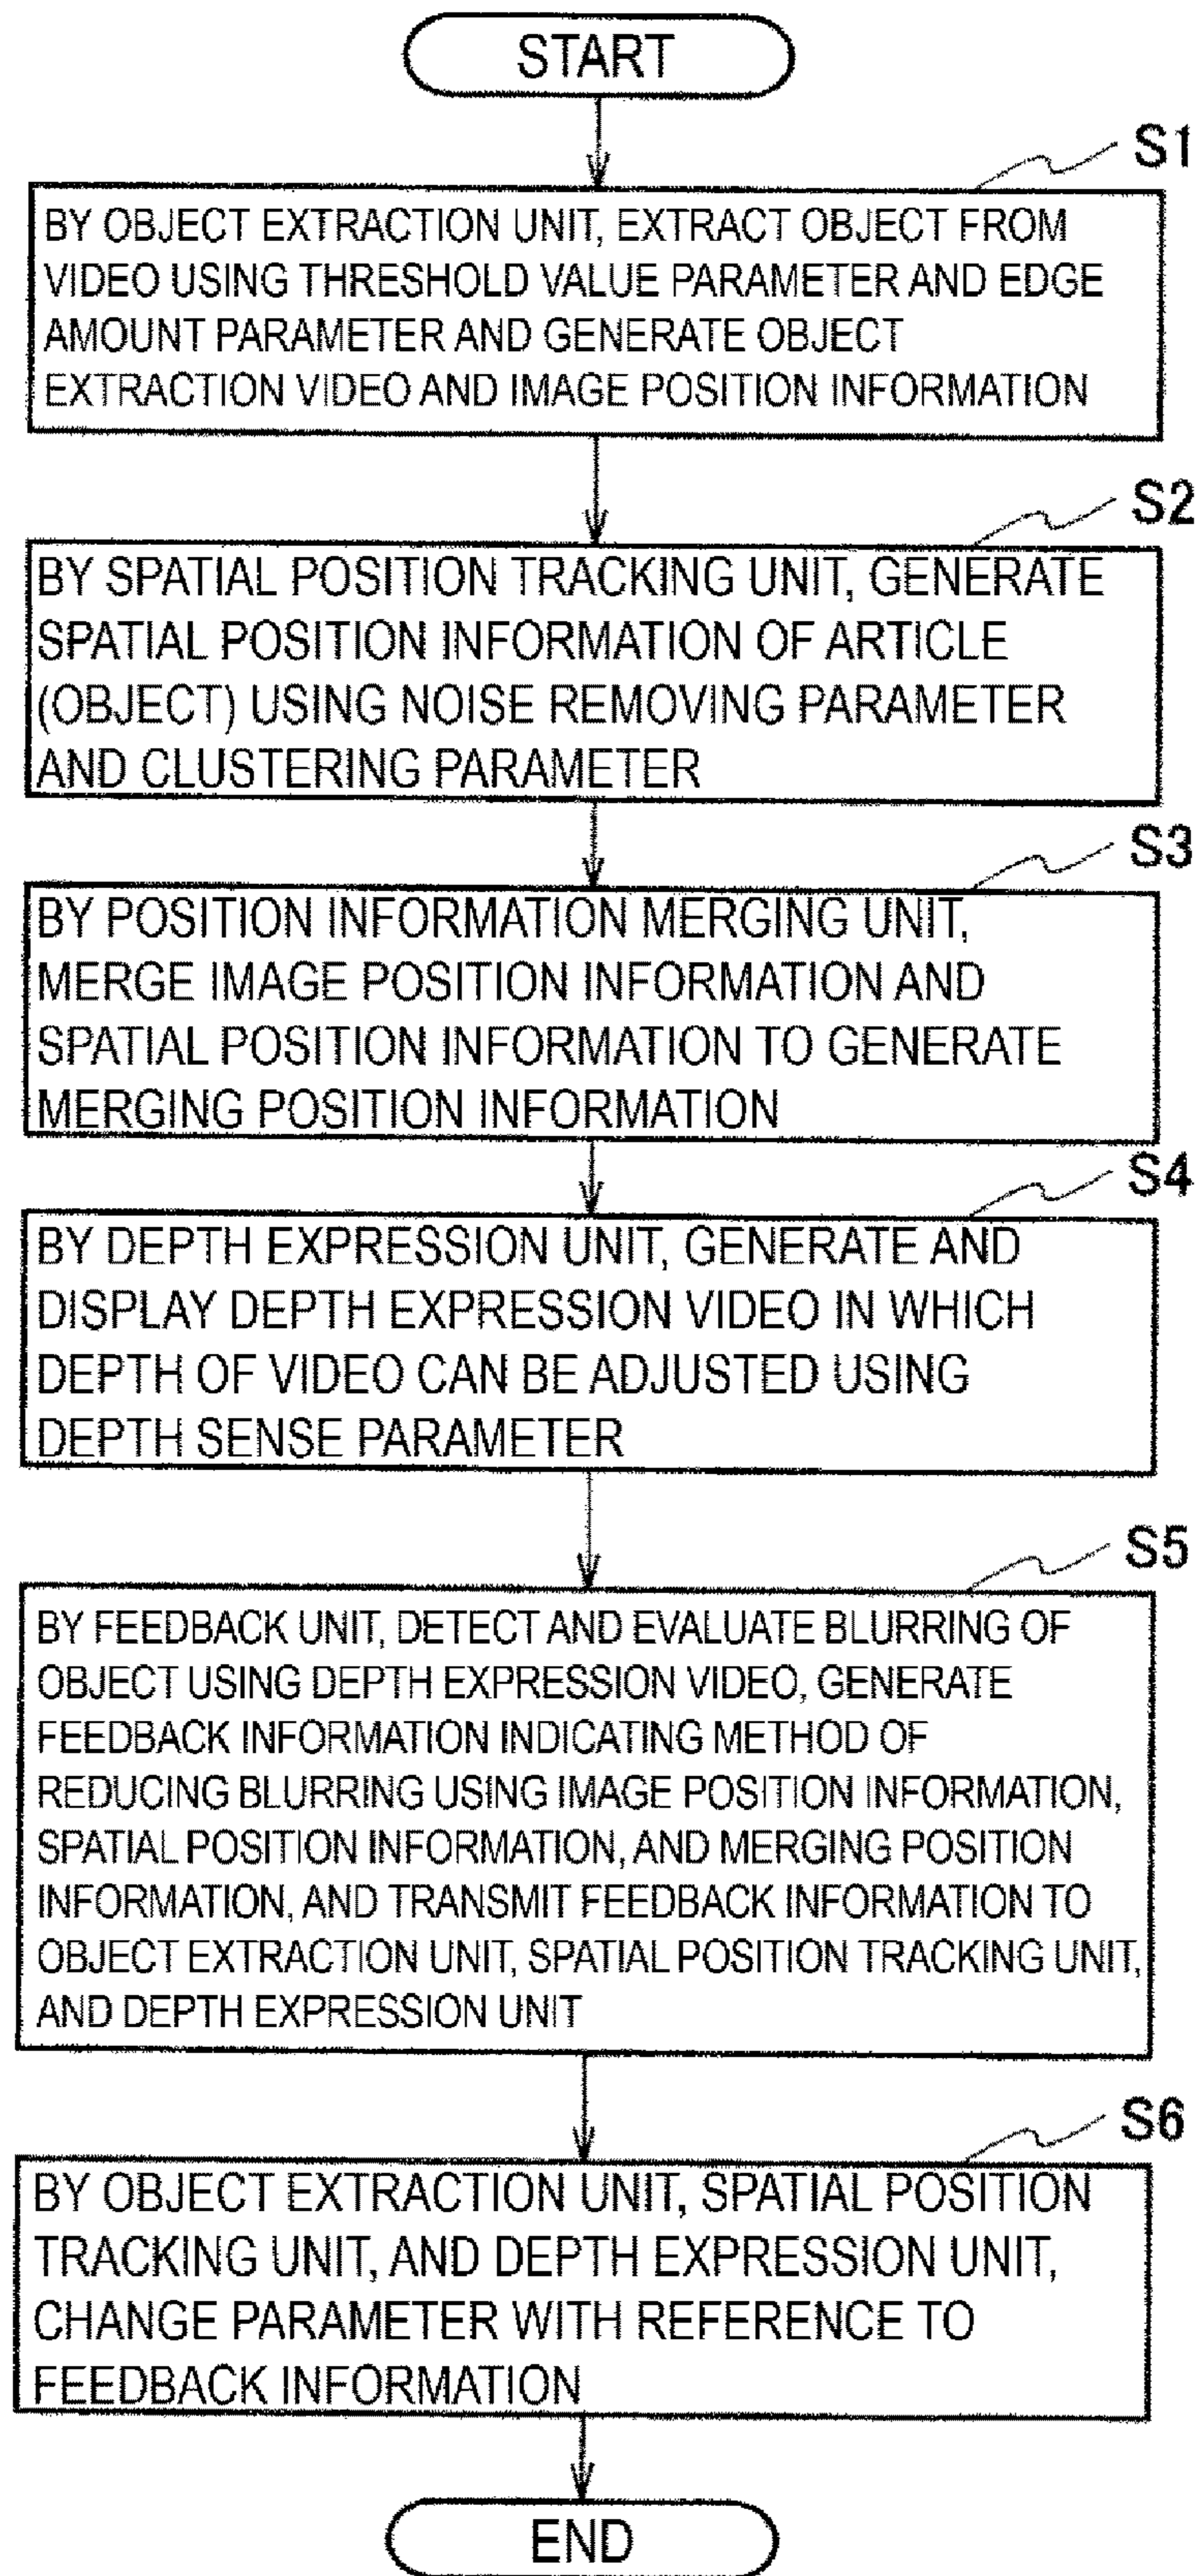 START
S1
BY OBJECT EXTRACTION UNIT, EXTRACT OBJECT FROM
VIDEO USING THRESHOLD VALUE PARAMETER AND EDGE
AMOUNT PARAMETER AND GENERATE OBJECT
EXTRACTION VIDEO AND IMAGE POSITION INFORMATION
S2
BY SPATIAL POSITION TRACKING UNIT, GENERATE
SPATIAL POSITION INFORMATION OF ARTICLE
(OBJECT) USING NOISE REMOVING PARAMETER
AND CLUSTERING PARAMETER
S3
BY POSITION INFORMATION MERGING UNIT,
MERGE IMAGE POSITION INFORMATION AND
SPATIAL POSITION INFORMATION TO GENERATE
MERGING POSITION INFORMATION
S4
BY DEPTH EXPRESSION UNIT, GENERATE AND
DISPLAY DEPTH EXPRESSION VIDEO IN WHICH
DEPTH OF VIDEO CAN BE ADJUSTED USING
DEPTH SENSE PARAMETER
S5
BY FEEDBACK UNIT, DETECT AND EVALUATE BLURRING OF
OBJECT USING DEPTH EXPRESSION VIDEO, GENERATE
FEEDBACK INFORMATION INDICATING METHOD OF
REDUCING BLURRING USING IMAGE POSITION INFORMATION,
SPATIAL POSITION INFORMATION, AND MERGING POSITION
INFORMATION, AND TRANSMIT FEEDBACK INFORMATION TO
OBJECT EXTRACTION UNIT, SPATIAL POSITION TRACKING UNIT,
AND DEPTH EXPRESSION UNIT
S6
BY OBJECT EXTRACTION UNIT, SPATIAL POSITION
TRACKING UNIT, AND DEPTH EXPRESSION UNIT,
CHANGE PARAMETER WITH REFERENCE TO
FEEDBACK INFORMATION
END